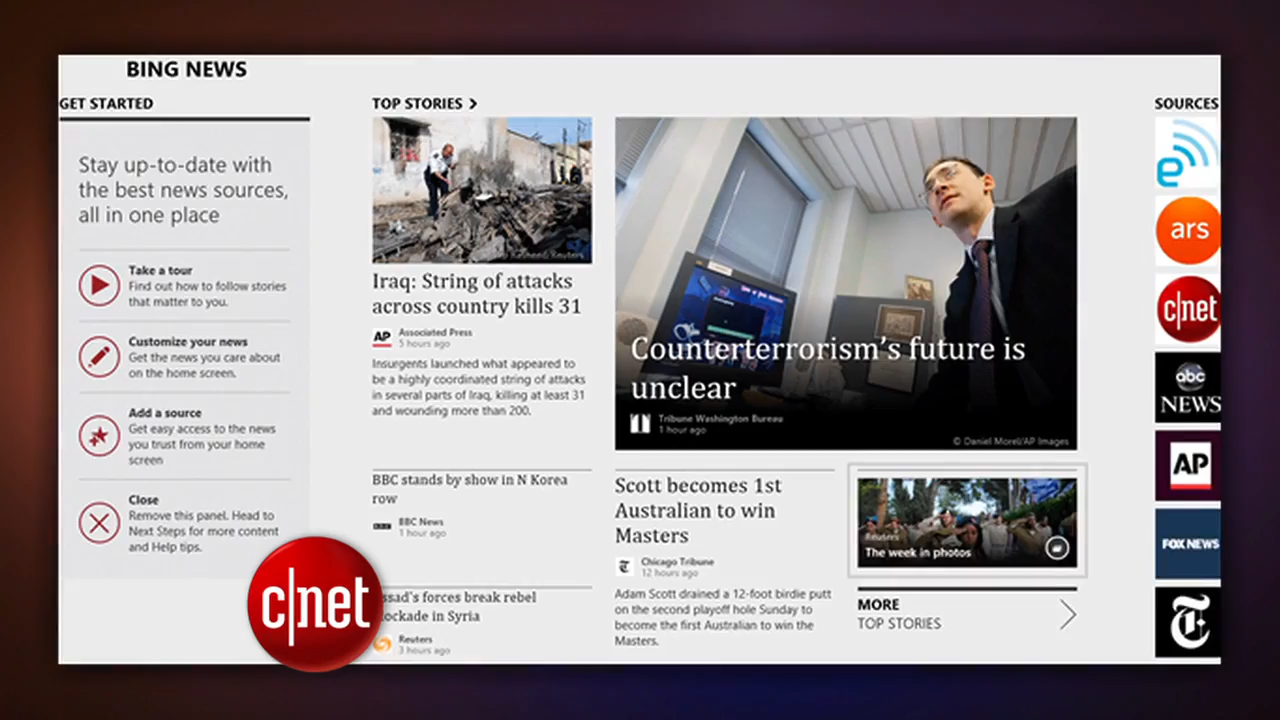 BING NEWS
GET STARTED
Stay up-to-date with
the best news sources,
all in one place
Take a tour
Find out how to follow stories
that matter to you.
Customize your news
Get the news you care about
on the home screen.
Add a source
Get easy access to the news
you trust from your home
screen
Close
Remove this panel. Head to
Next Steps for more content
and Help tips.
c|net
TOP STORIES
Rasheed/Reuters
Iraq: String of attacks
across country kills 31
AP
Associated Press
5 hours ago
Insurgents launched what appeared to
be a highly coordinated string of attacks
in several parts of Iraq, killing at least 31
and wounding more than 200.
BBC stands by show in N Korea
row
BBC
BBC News
1 hour ago
ssad's forces break rebel
lockade in Syria
Reuters
3 hours ago
Counterterrorism's future is
unclear
Tribune Washington Bureau
1 hour ago
© Daniel Morel/AP Images
Scott becomes 1st
Australian to win
Masters
T
Chicago Tribune
12 hours ago
Adam Scott drained a 12-foot birdie putt
on the second playoff hole Sunday to
become the first Australian to win the
Masters.
Reuters
The week in photos
MORE
TOP STORIES
SOURCES
e
ars
c|net
abc
NEWS
AP
FOX NEWS
T